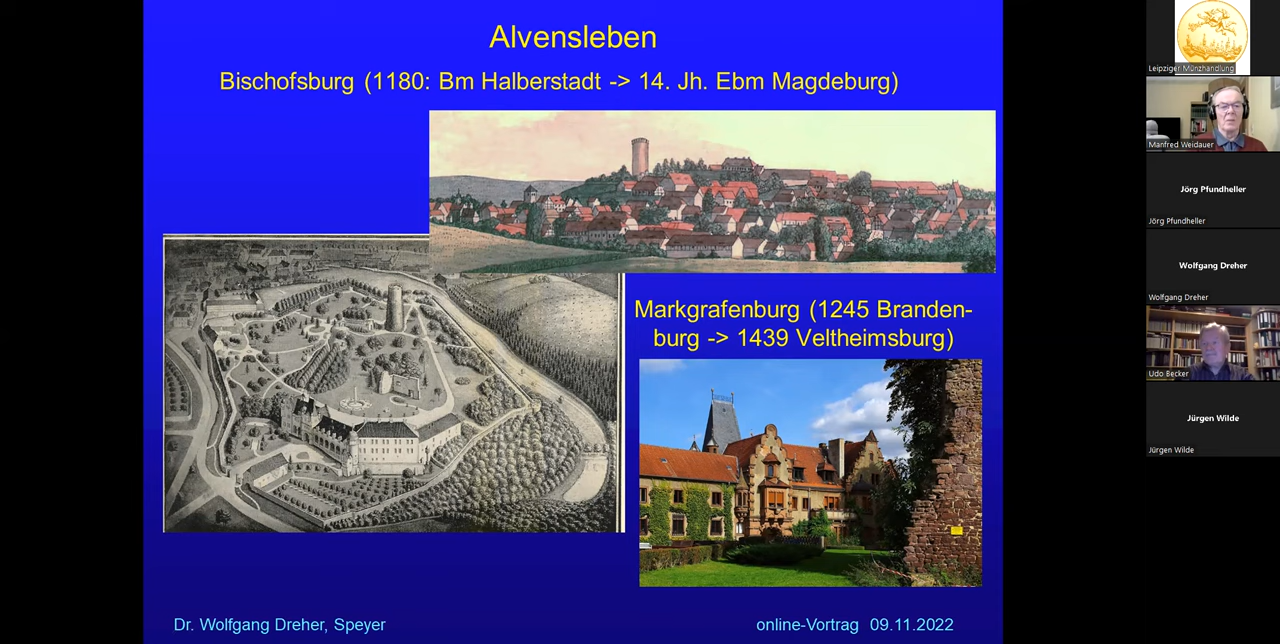 Alvensleben
Bischofsburg (1180: Bm Halberstadt -> 14. Jh. Ebm Magdeburg)
Markgrafenburg (1245 Branden-
burg -> 1439 Veltheimsburg)
Dr. Wolfgang Dreher, Speyer
online-Vortrag 09.11.2022
Leipziger Münzhandlung
Manfred Weidauer
Jörg Pfundheller
Jörg Pfundheller
Wolfgang Dreher
Wolfgang Dreher
Udo Becker
Jürgen Wilde
Jürgen Wilde